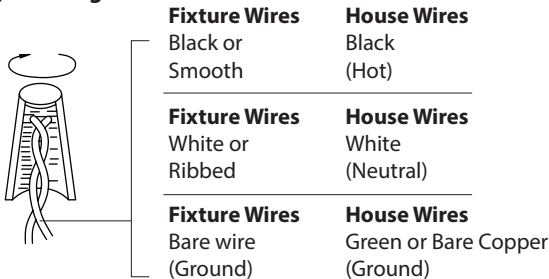 Fixture Wires House Wires
Black or Black
Smooth (Hot)
Fixture Wires House Wires
White or White
Ribbed (Neutral)
Fixture Wires House Wires
Bare wire Green or Bare Copper
(Ground) (Ground)